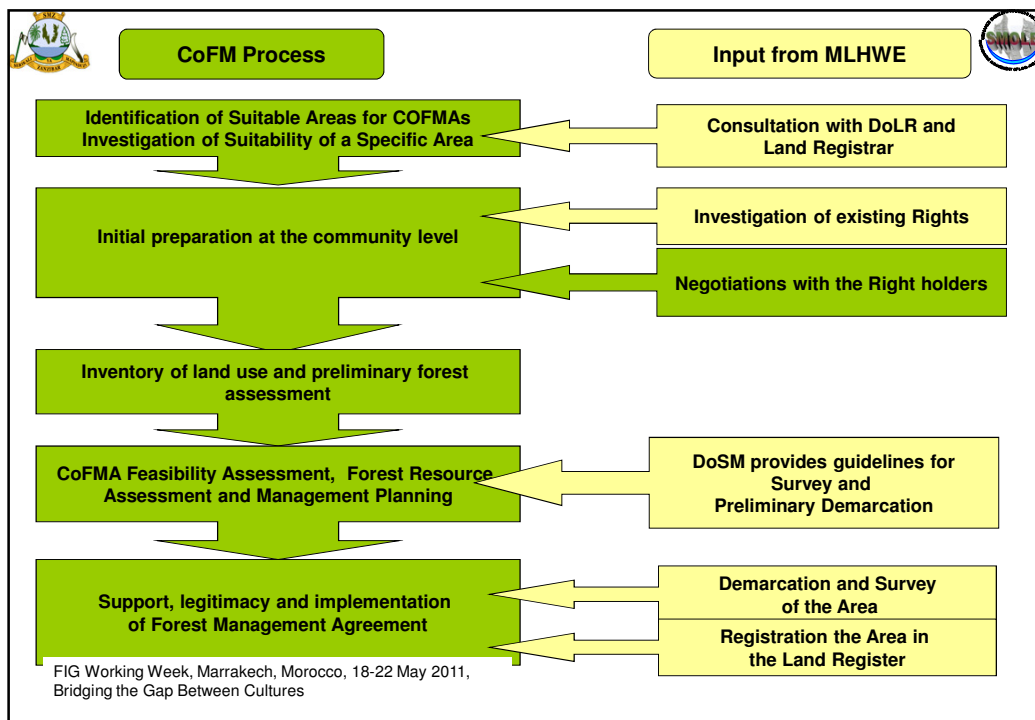 SMZ
SMOLE
CoFM Process
Input from MLHWE
Identification of Suitable Areas for COFMAs
Investigation of Suitability of a Specific Area
Consultation with DoLR and
Land Registrar
Initial preparation at the community level
Investigation of existing Rights
Negotiations with the Right holders
Inventory of land use and preliminary forest
assessment
CoFMA Feasibility Assessment, Forest Resource
Assessment and Management Planning
DoSM provides guidelines for
Survey and
Preliminary Demarcation
Support, legitimacy and implementation
of Forest Management Agreement
Demarcation and Survey
of the Area
Registration the Area in
the Land Register
FIG Working Week, Marrakech, Morocco, 18-22 May 2011,
Bridging the Gap Between Cultures